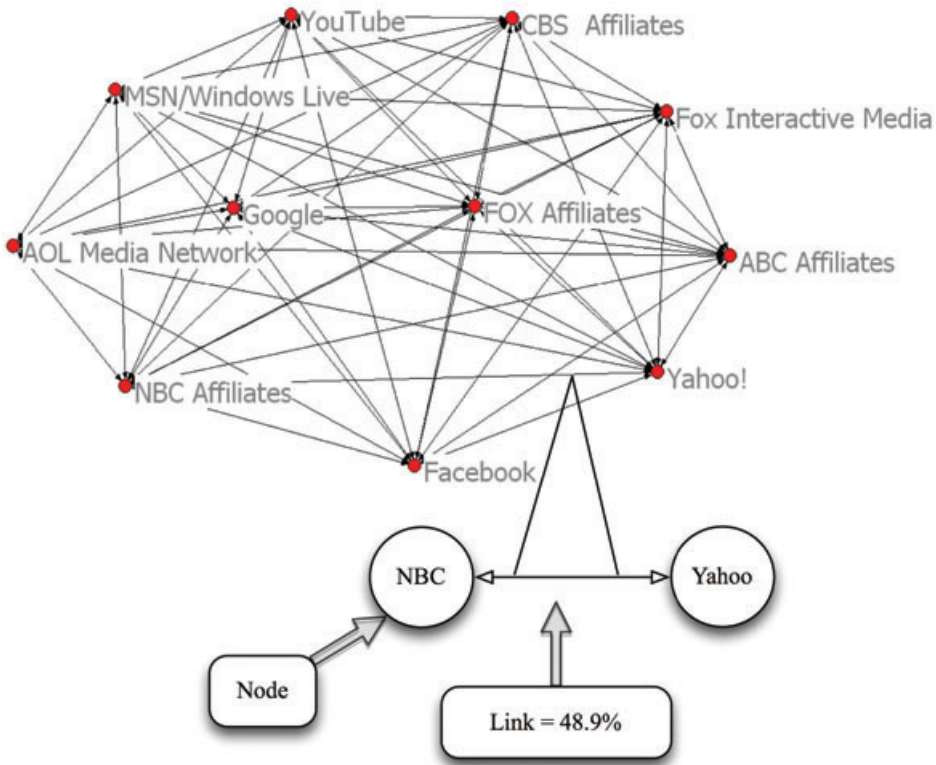 YouTube
CBS Affiliates
MSN/Windows Live
Fox Interactive Media
Google
FOX Affiliates
AOL Media Network
ABC Affiliates
NBC Affiliates
Yahoo!
Facebook
NBC
Yahoo
Node
Link = 48.9%